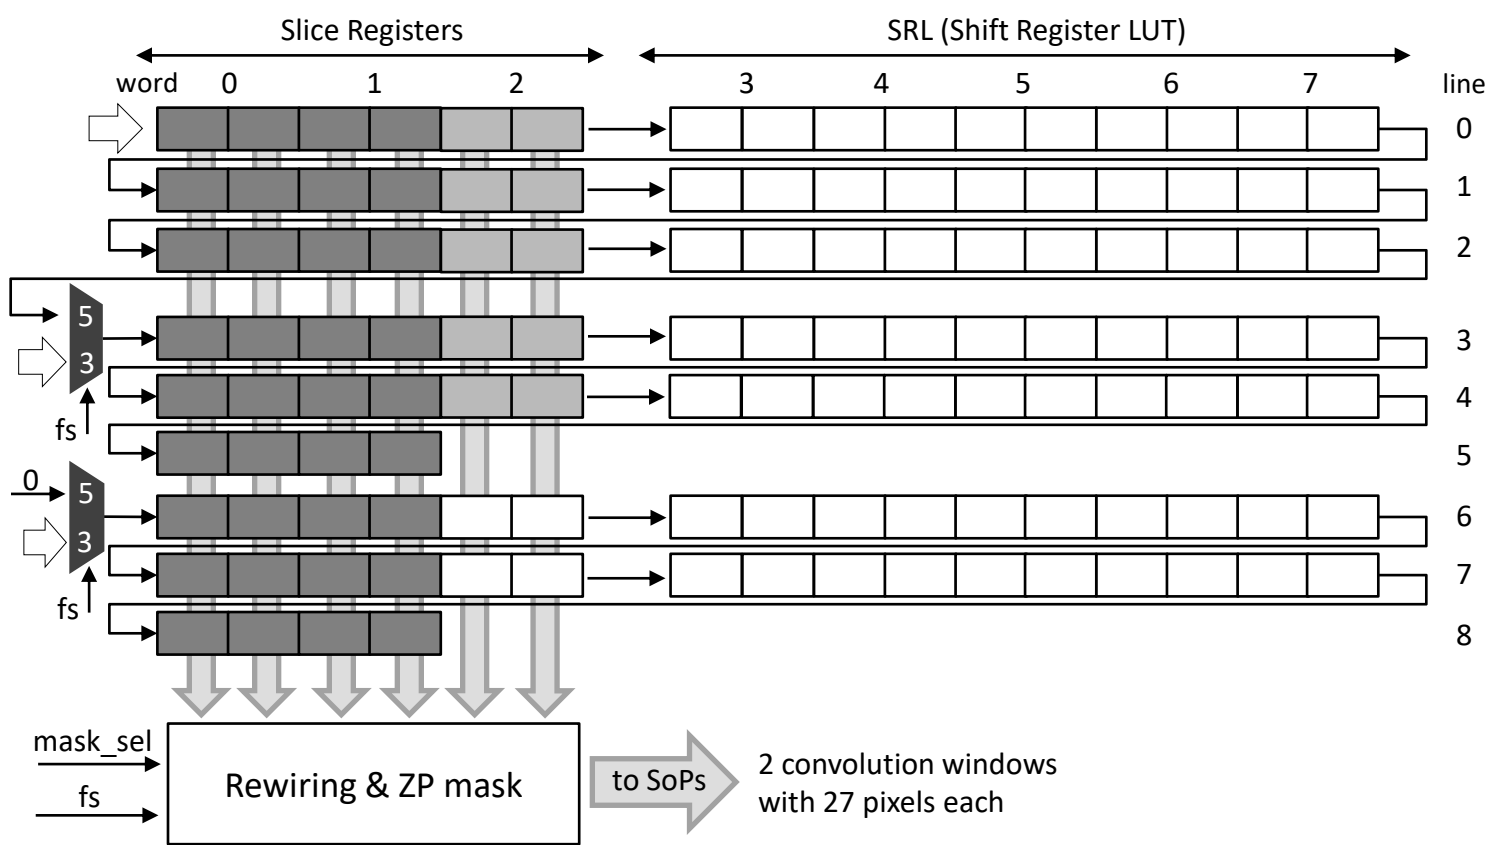 Slice Registers
SRL (Shift Register LUT)
word 0 1 2 3 4 5 6 7 line
0
1
2
5
3
3
fs
4
5
0
5
6
3
fs
7
8
mask_sel
fs
Rewiring & ZP mask
to SoPs
2 convolution windows
with 27 pixels each